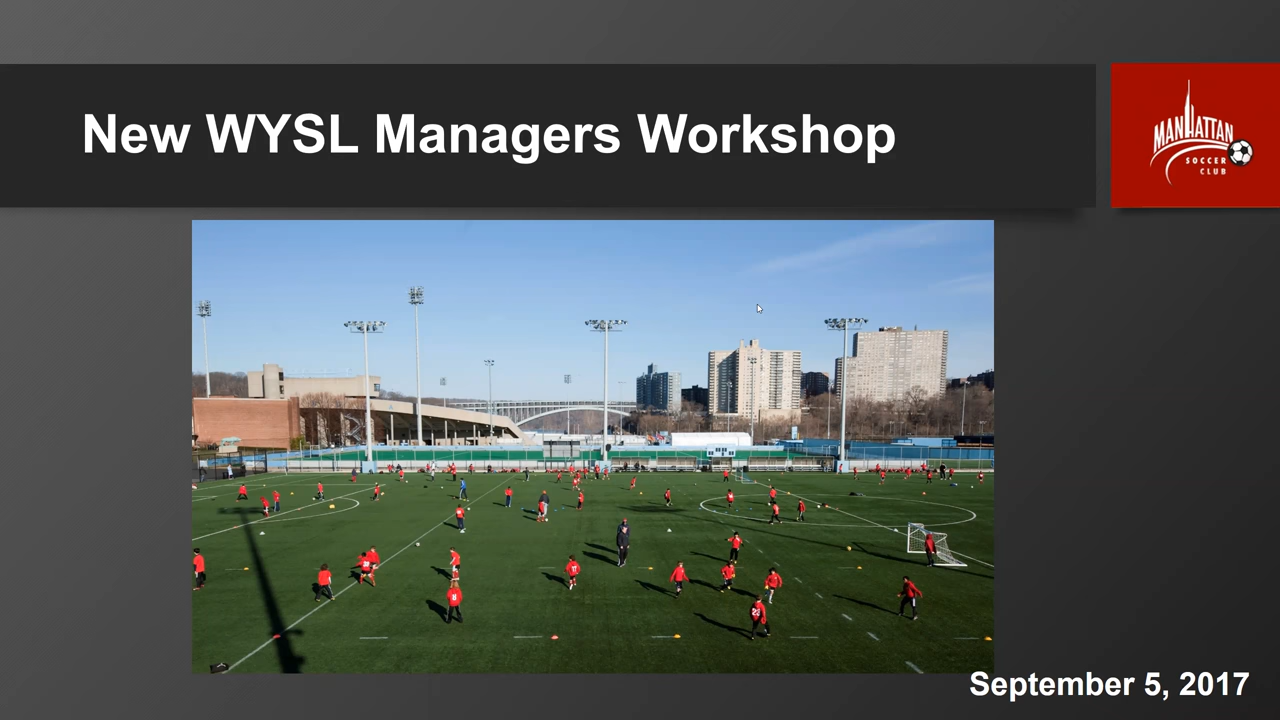 New WYSL Managers Workshop
MANHATTAN
SOCCER
CLUB
September 5, 2017